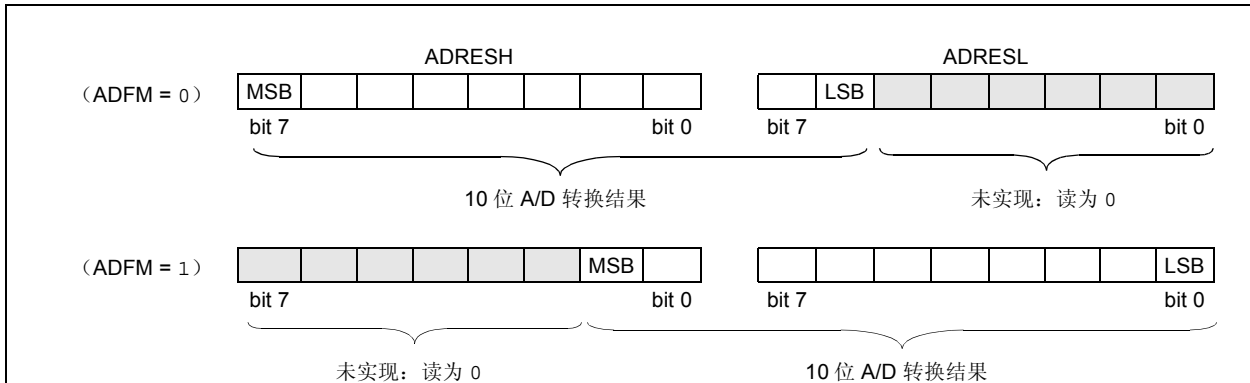 ADRESH ADRESL
（ADFM = 0） MSB LSB
bit 7 bit 0 bit 7 bit 0
10 位 A/D 转换结果 未实现：读为 0
（ADFM = 1） MSB LSB
bit 7 bit 0 bit 7 bit 0
未实现：读为 0 10 位 A/D 转换结果